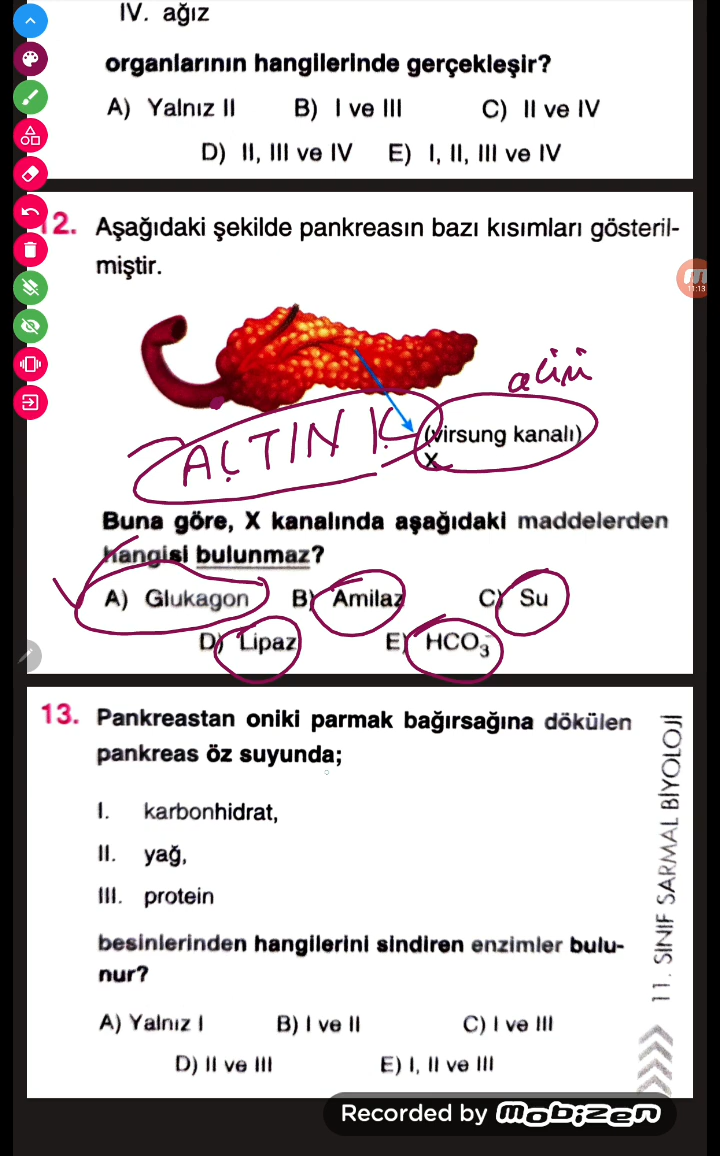 IV. ağız
organlarının hangilerinde gerçekleşir?
A) Yalnız II B) I ve III C) II ve IV
D) II, III ve IV E) I, II, III ve IV
12. Aşağıdaki şekilde pankreasın bazı kısımları gösteril-
miştir.
11:13
(virsung kanalı)
X
ALTIN
Buna göre, X kanalında aşağıdaki maddelerden
hangisi bulunmaz?
A) Glukagon B) Amilaz C) Su
D) Lipaz E) HCO₃⁻
13. Pankreastan oniki parmak bağırsağına dökülen
pankreas öz suyunda;
I. karbonhidrat,
II. yağ,
III. protein
besinlerinden hangilerini sindiren enzimler bulu-
nur?
A) Yalnız I B) I ve II C) I ve III
D) II ve III E) I, II ve III
11. SINIF SARMAL BİYOLOJİ
Recorded by mobizen